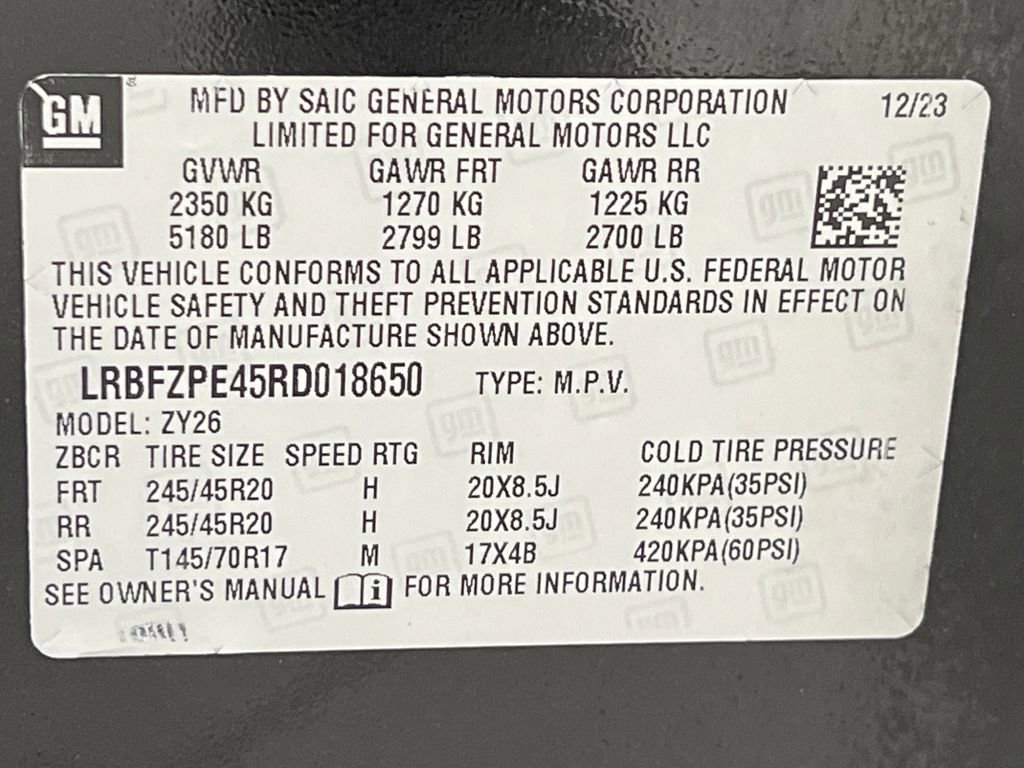 GM
MFD BY SAIC GENERAL MOTORS CORPORATION 12/23
LIMITED FOR GENERAL MOTORS LLC
GVWR GAWR FRT GAWR RR
2350 KG 1270 KG 1225 KG
5180 LB 2799 LB 2700 LB
THIS VEHICLE CONFORMS TO ALL APPLICABLE U.S. FEDERAL MOTOR
VEHICLE SAFETY AND THEFT PREVENTION STANDARDS IN EFFECT ON
THE DATE OF MANUFACTURE SHOWN ABOVE.
LRBFZPE45RD018650 TYPE: M.P.V.
MODEL: ZY26
ZBCR TIRE SIZE SPEED RTG RIM COLD TIRE PRESSURE
FRT 245/45R20 H 20X8.5J 240KPA(35PSI)
RR 245/45R20 H 20X8.5J 240KPA(35PSI)
SPA T145/70R17 M 17X4B 420KPA(60PSI)
SEE OWNER'S MANUAL i FOR MORE INFORMATION.